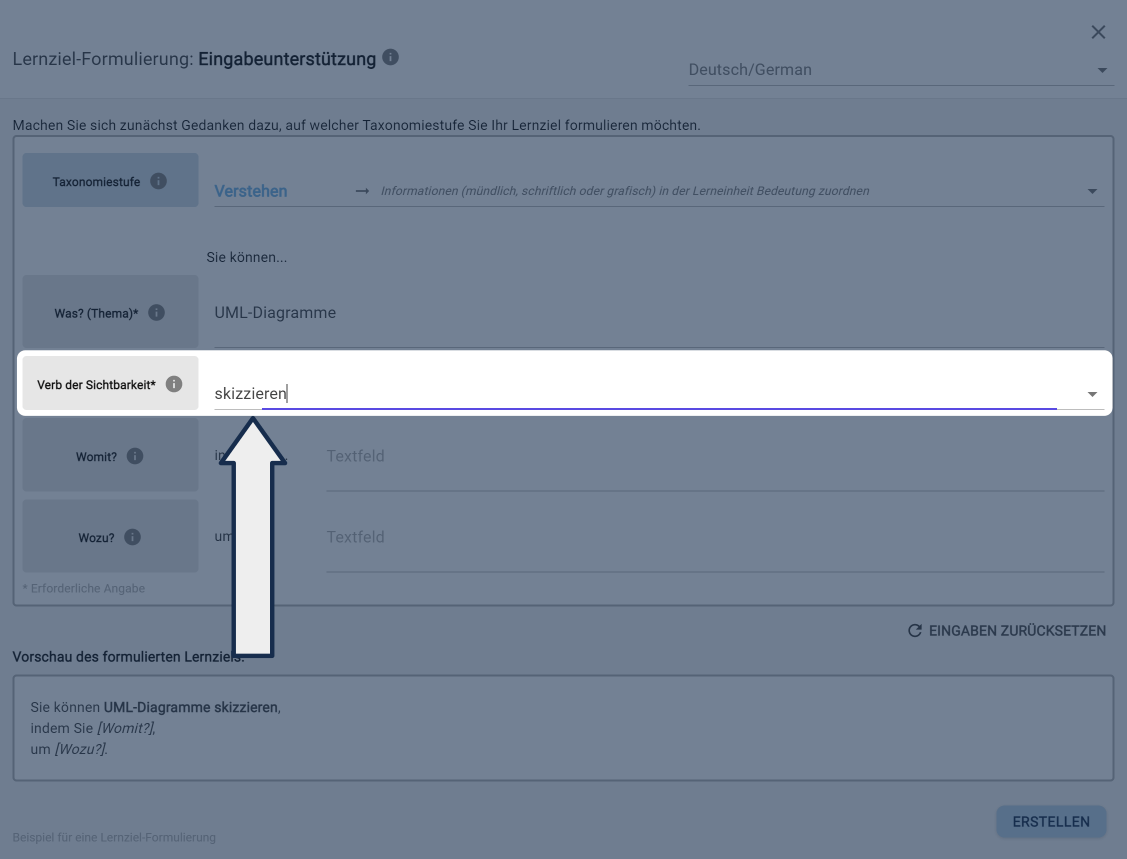 Lernziel-Formulierung: Eingabeunterstützung
Deutsch/German
Machen Sie sich zunächst Gedanken dazu, auf welcher Taxonomiestufe Sie Ihr Lernziel formulieren möchten.
Taxonomiestufe
Verstehen → Informationen (mündlich, schriftlich oder grafisch) in der Lerneinheit Bedeutung zuordnen
Sie können...
Was? (Thema)* UML-Diagramme
Verb der Sichtbarkeit* skizzieren
Womit? Textfeld
Wozu? um Textfeld
* Erforderliche Angabe
EINGABEN ZURÜCKSETZEN
Vorschau des formulierten Lernziels:
Sie können UML-Diagramme skizzieren,
indem Sie [Womit?],
um [Wozu?].
ERSTELLEN
Beispiel für eine Lernziel-Formulierung